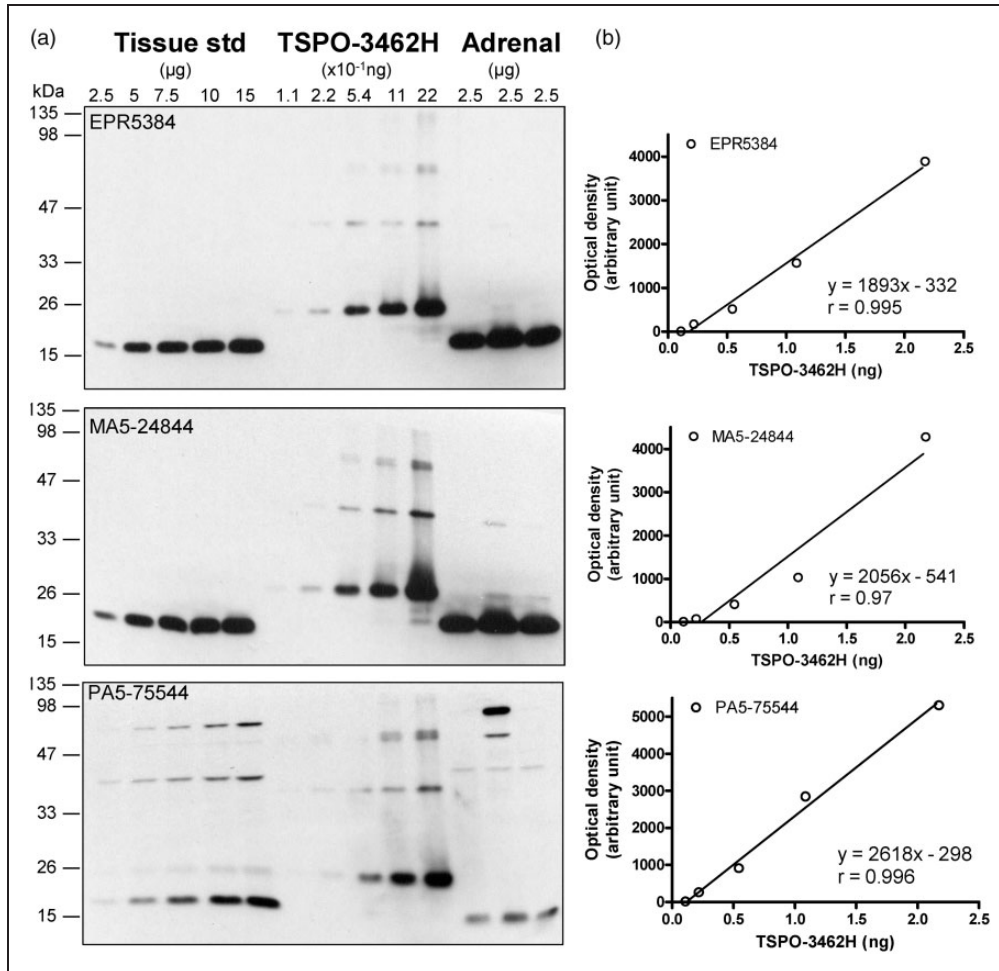 (a) Tissue std TSPO-3462H Adrenal
(µg) (x10⁻¹ng) (µg)
kDa 2.5 5 7.5 10 15 1.1 2.2 5.4 11 22 2.5 2.5 2.5
EPR5384
135
98
47
33
26
15
MA5-24844
135
98
47
33
26
15
PA5-75544
135
98
47
33
26
15
(b)
EPR5384
Optical density
(arbitrary unit)
4000
3000
2000
1000
0
y = 1893x - 332
r = 0.995
0.0 0.5 1.0 1.5 2.0 2.5
TSPO-3462H (ng)
MA5-24844
Optical density
(arbitrary unit)
4000
3000
2000
1000
0
y = 2056x - 541
r = 0.97
0.0 0.5 1.0 1.5 2.0 2.5
TSPO-3462H (ng)
PA5-75544
Optical density
(arbitrary unit)
5000
4000
3000
2000
1000
0
y = 2618x - 298
r = 0.996
0.0 0.5 1.0 1.5 2.0 2.5
TSPO-3462H (ng)